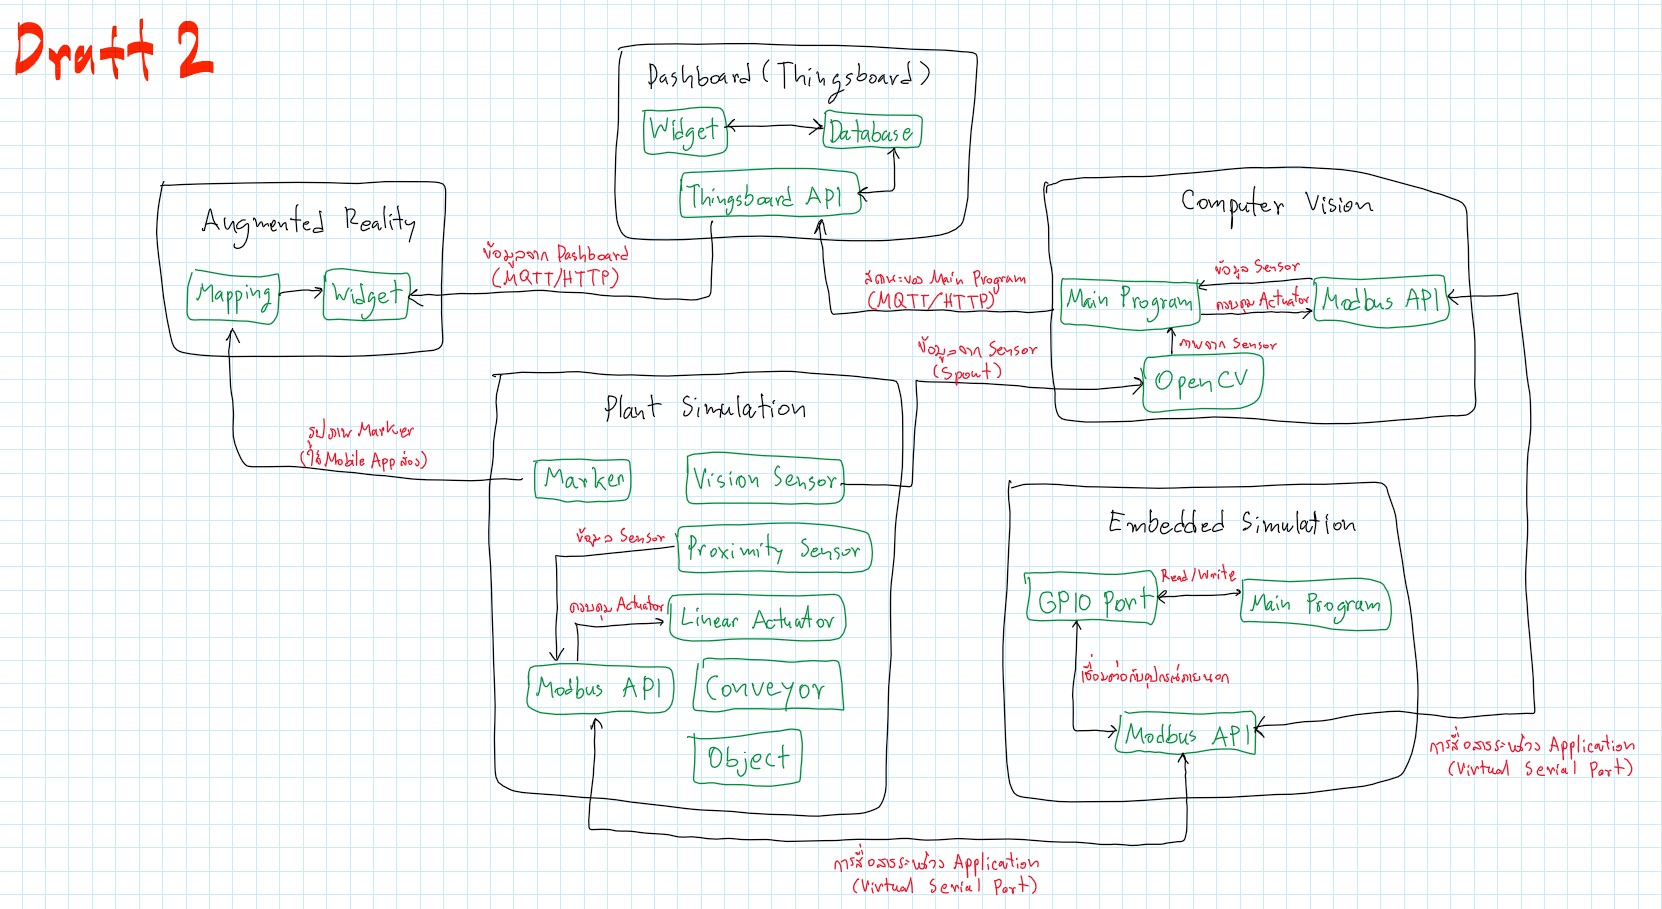 Draft 2
Dashboard (Thingsboard)
Widget
Database
Thingsboard API
Augmented Reality
Mapping
Widget
ข้อมูลจาก Dashboard
(MQTT/HTTP)
สถานะของ Main Program
(MQTT/HTTP)
Computer Vision
Main Program
ข้อมูล Sensor
ควบคุม Actuator
Modbus API
ภาพจาก Sensor
OpenCV
ข้อมูลจาก Sensor
(Spout)
รูปภาพ Marker
(ใช้ Mobile App ส่อง)
Plant Simulation
Marker
Vision Sensor
ข้อมูล Sensor
Proximity Sensor
ควบคุม Actuator
Linear Actuator
Modbus API
Conveyor
Object
Embedded Simulation
GPIO Port
Read/Write
Main Program
เชื่อมต่อกับอุปกรณ์ภายนอก
Modbus API
การสื่อสารระหว่าง Application
(Virtual Serial Port)
การสื่อสารระหว่าง Application
(Virtual Serial Port)